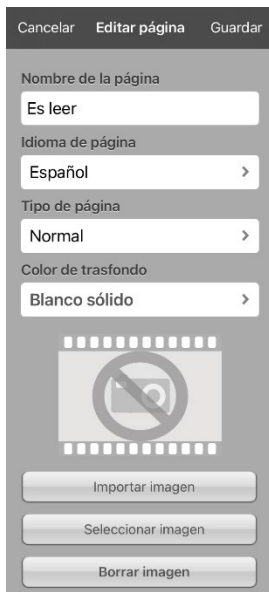 Cancelar Editar página Guardar
Nombre de la página
Es leer
Idioma de página
Español
Tipo de página
Normal
Color de trasfondo
Blanco sólido
Importar imagen
Seleccionar imagen
Borrar imagen